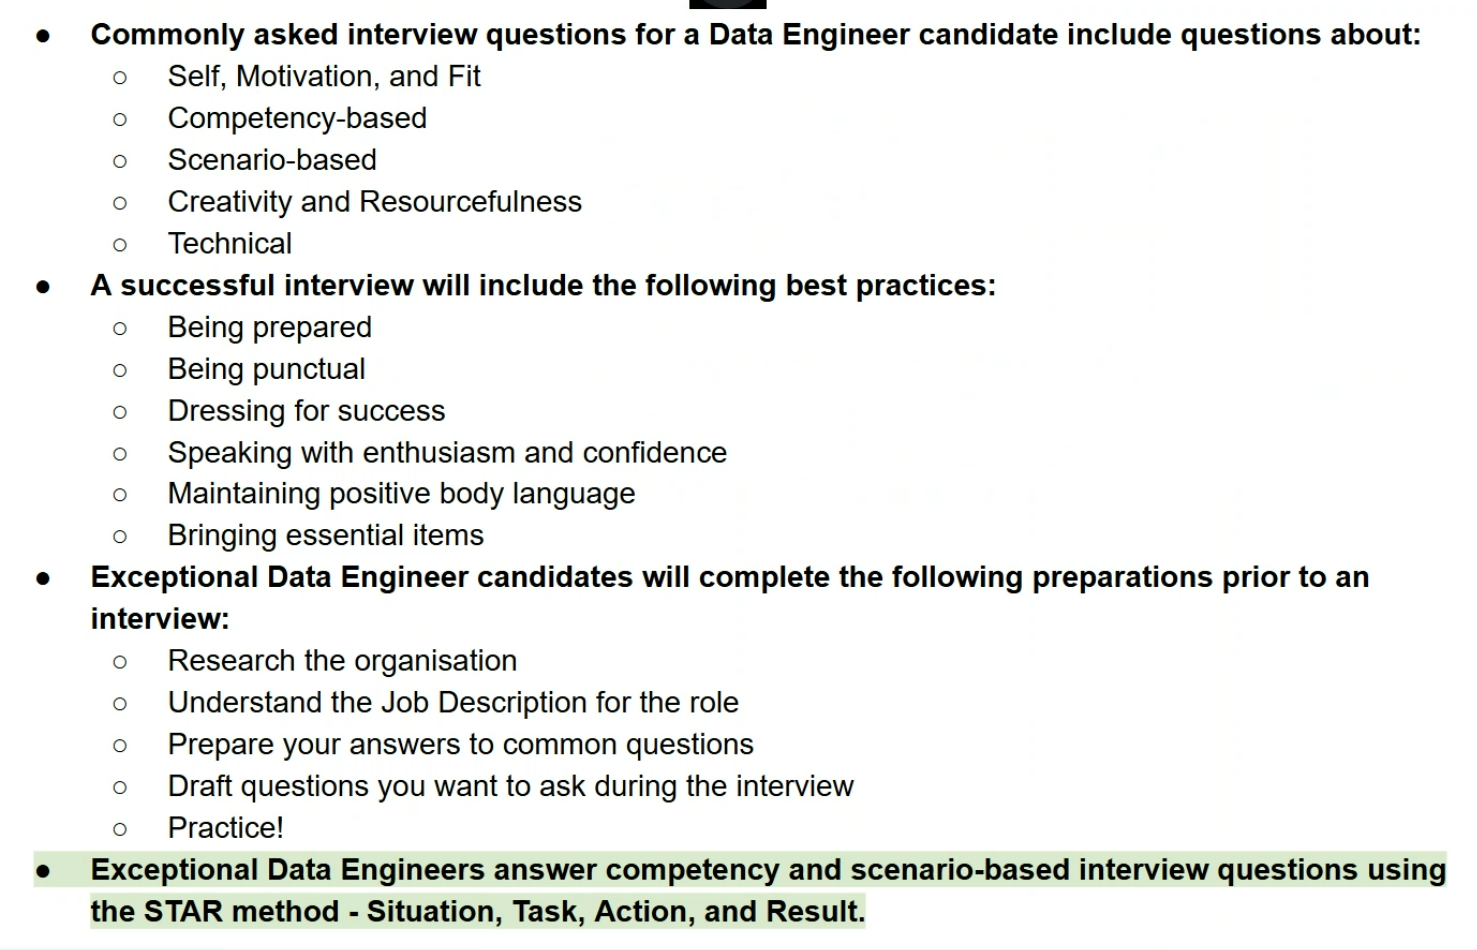 ● Commonly asked interview questions for a Data Engineer candidate include questions about:
○ Self, Motivation, and Fit
○ Competency-based
○ Scenario-based
○ Creativity and Resourcefulness
○ Technical
● A successful interview will include the following best practices:
○ Being prepared
○ Being punctual
○ Dressing for success
○ Speaking with enthusiasm and confidence
○ Maintaining positive body language
○ Bringing essential items
● Exceptional Data Engineer candidates will complete the following preparations prior to an
interview:
○ Research the organisation
○ Understand the Job Description for the role
○ Prepare your answers to common questions
○ Draft questions you want to ask during the interview
○ Practice!
● Exceptional Data Engineers answer competency and scenario-based interview questions using
the STAR method - Situation, Task, Action, and Result.